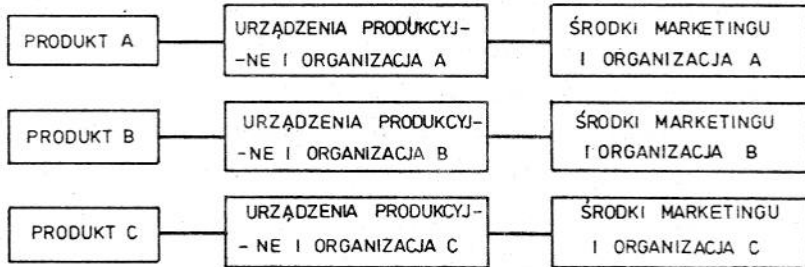 PRODUKT A
URZĄDZENIA PRODUKCYJ-
-NE I ORGANIZACJA A
ŚRODKI MARKETINGU
I ORGANIZACJA A
PRODUKT B
URZĄDZENIA PRODUKCYJ-
-NE I ORGANIZACJA B
ŚRODKI MARKETINGU
I ORGANIZACJA B
PRODUKT C
URZĄDZENIA PRODUKCYJ-
- NE I ORGANIZACJA C
ŚRODKI MARKETINGU
I ORGANIZACJA C